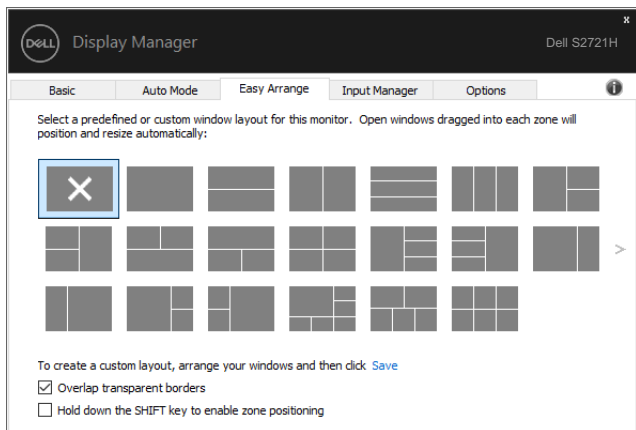 x
DELL Display Manager
Dell S2721H
Basic Auto Mode Easy Arrange Input Manager Options
Select a predefined or custom window layout for this monitor. Open windows dragged into each zone will
position and resize automatically:
>
To create a custom layout, arrange your windows and then click Save
Overlap transparent borders
Hold down the SHIFT key to enable zone positioning